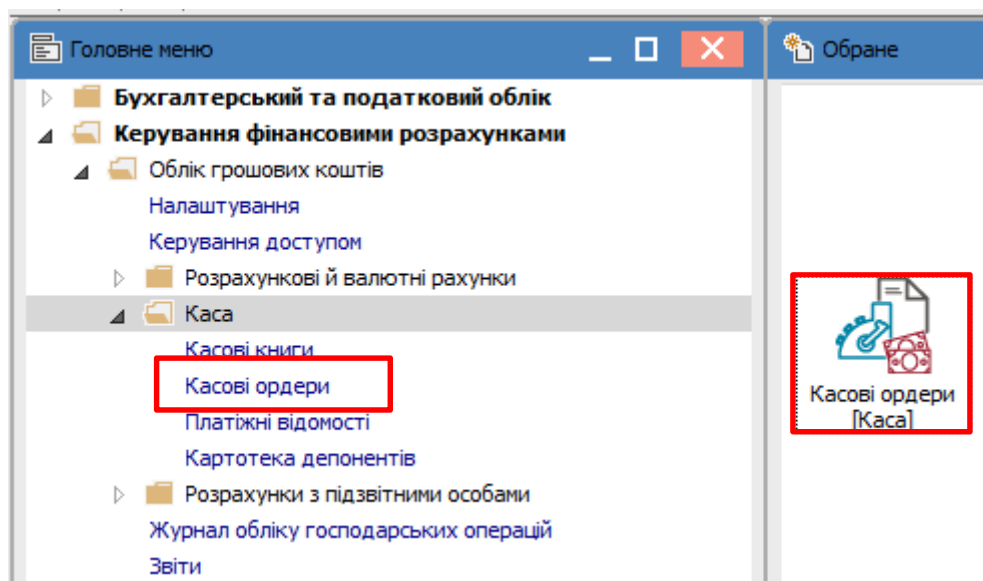 Головне меню
Бухгалтерський та податковий облік
Керування фінансовими розрахунками
Облік грошових коштів
Налаштування
Керування доступом
Розрахункові й валютні рахунки
Каса
Касові книги
Касові ордери
Платіжні відомості
Картотека депонентів
Розрахунки з підзвітними особами
Журнал обліку господарських операцій
Звіти
Обране
Касові ордери
[Каса]